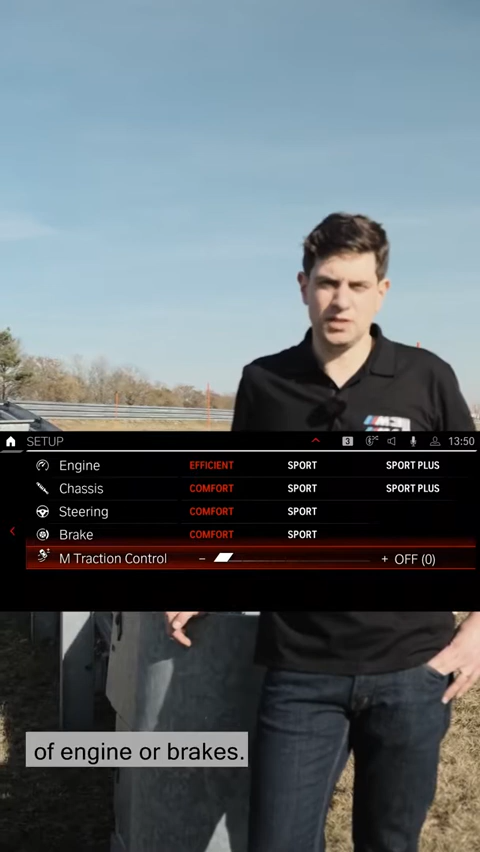 SETUP 3 13:50
Engine EFFICIENT SPORT SPORT PLUS
Chassis COMFORT SPORT SPORT PLUS
Steering COMFORT SPORT
Brake COMFORT SPORT
M Traction Control – + OFF (0)
of engine or brakes.